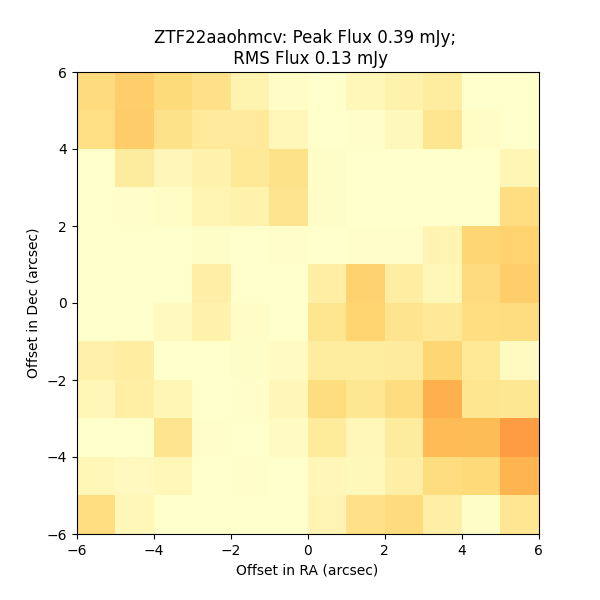 ZTF22aaohmcv: Peak Flux 0.39 mJy;
RMS Flux 0.13 mJy
6
4
2
0
−2
−4
−6
Offset in Dec (arcsec)
−6 −4 −2 0 2 4 6
Offset in RA (arcsec)